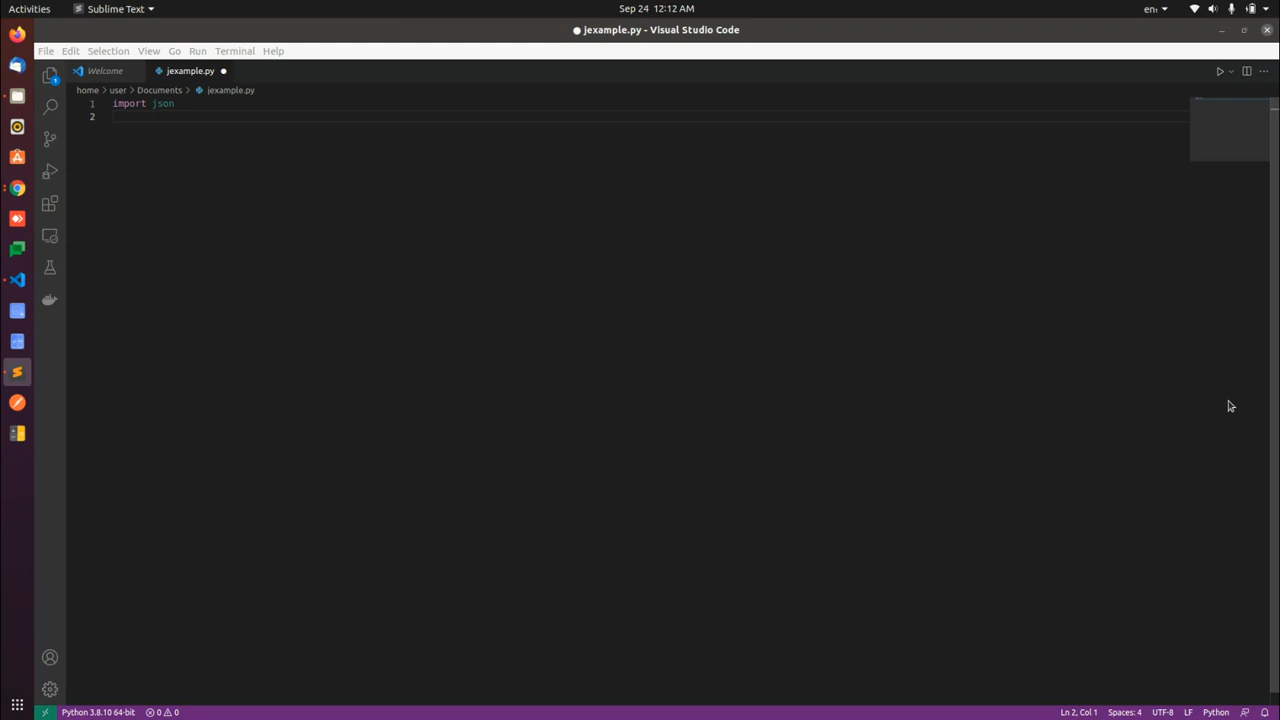 Activities Sublime Text Sep 24 12:12 AM en₁
jexample.py - Visual Studio Code
File Edit Selection View Go Run Terminal Help
Welcome jexample.py
home > user > Documents > jexample.py
1 import json
2
1
Python 3.8.10 64-bit 0 0 Ln 2, Col 1 Spaces: 4 UTF-8 LF Python